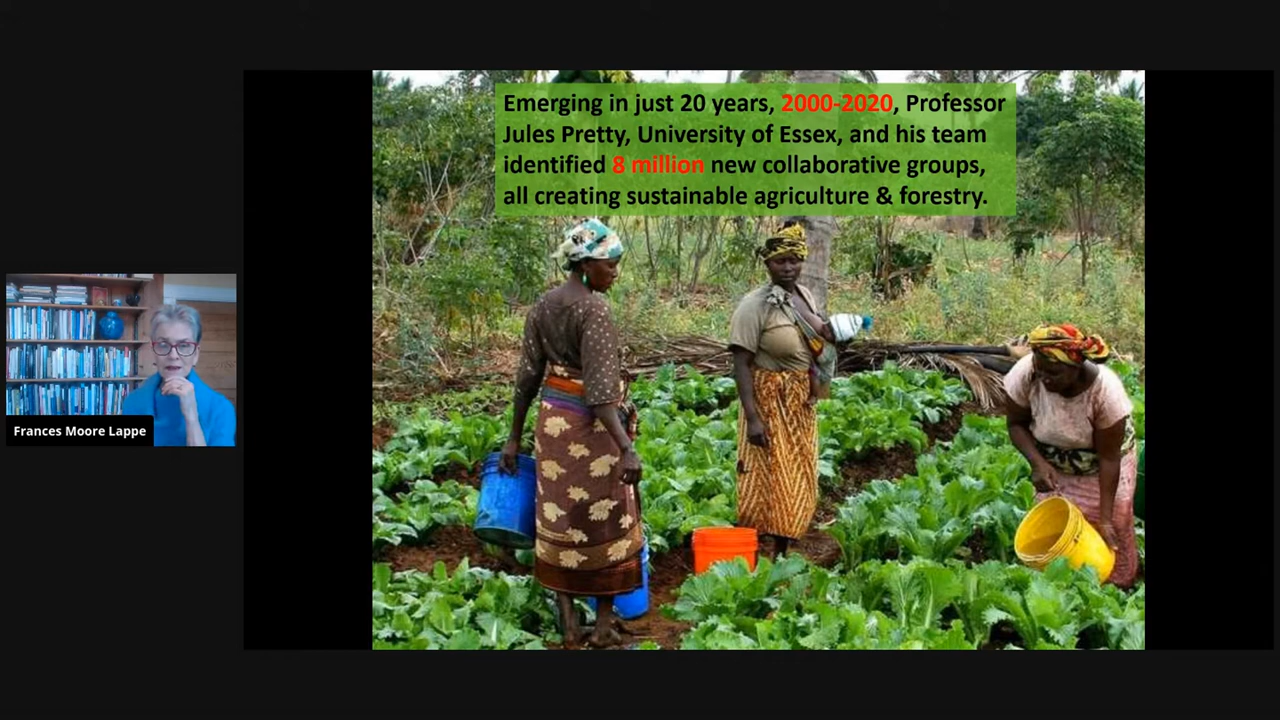 Emerging in just 20 years, 2000-2020, Professor
Jules Pretty, University of Essex, and his team
identified 8 million new collaborative groups,
all creating sustainable agriculture & forestry.
Frances Moore Lappe